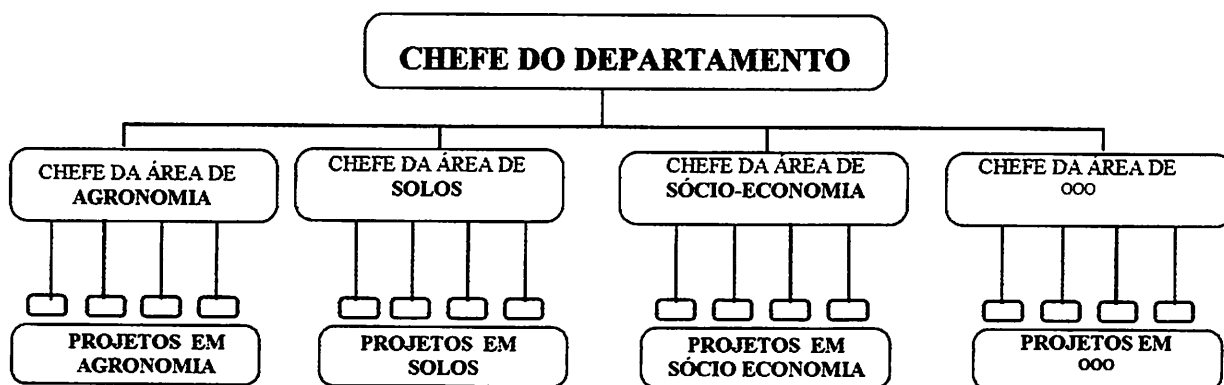 CHEFE DO DEPARTAMENTO
CHEFE DA ÁREA DE
AGRONOMIA
CHEFE DA ÁREA DE
SOLOS
CHEFE DA ÁREA DE
SÓCIO-ECONOMIA
CHEFE DA ÁREA DE
ooo
PROJETOS EM
AGRONOMIA
PROJETOS EM
SOLOS
PROJETOS EM
SÓCIO ECONOMIA
PROJETOS EM
ooo